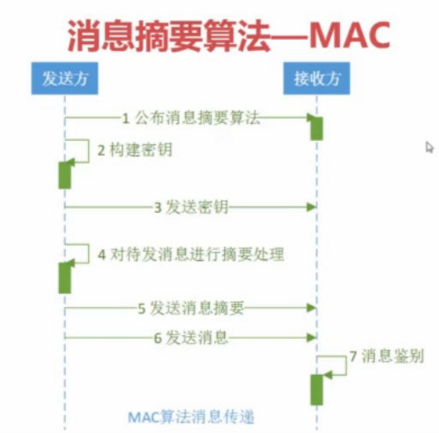 消息摘要算法—MAC
发送方
接收方
1 公布消息摘要算法
2 构建密钥
3 发送密钥
4 对待发消息进行摘要处理
5 发送消息摘要
6 发送消息
7 消息鉴别
MAC算法消息传递